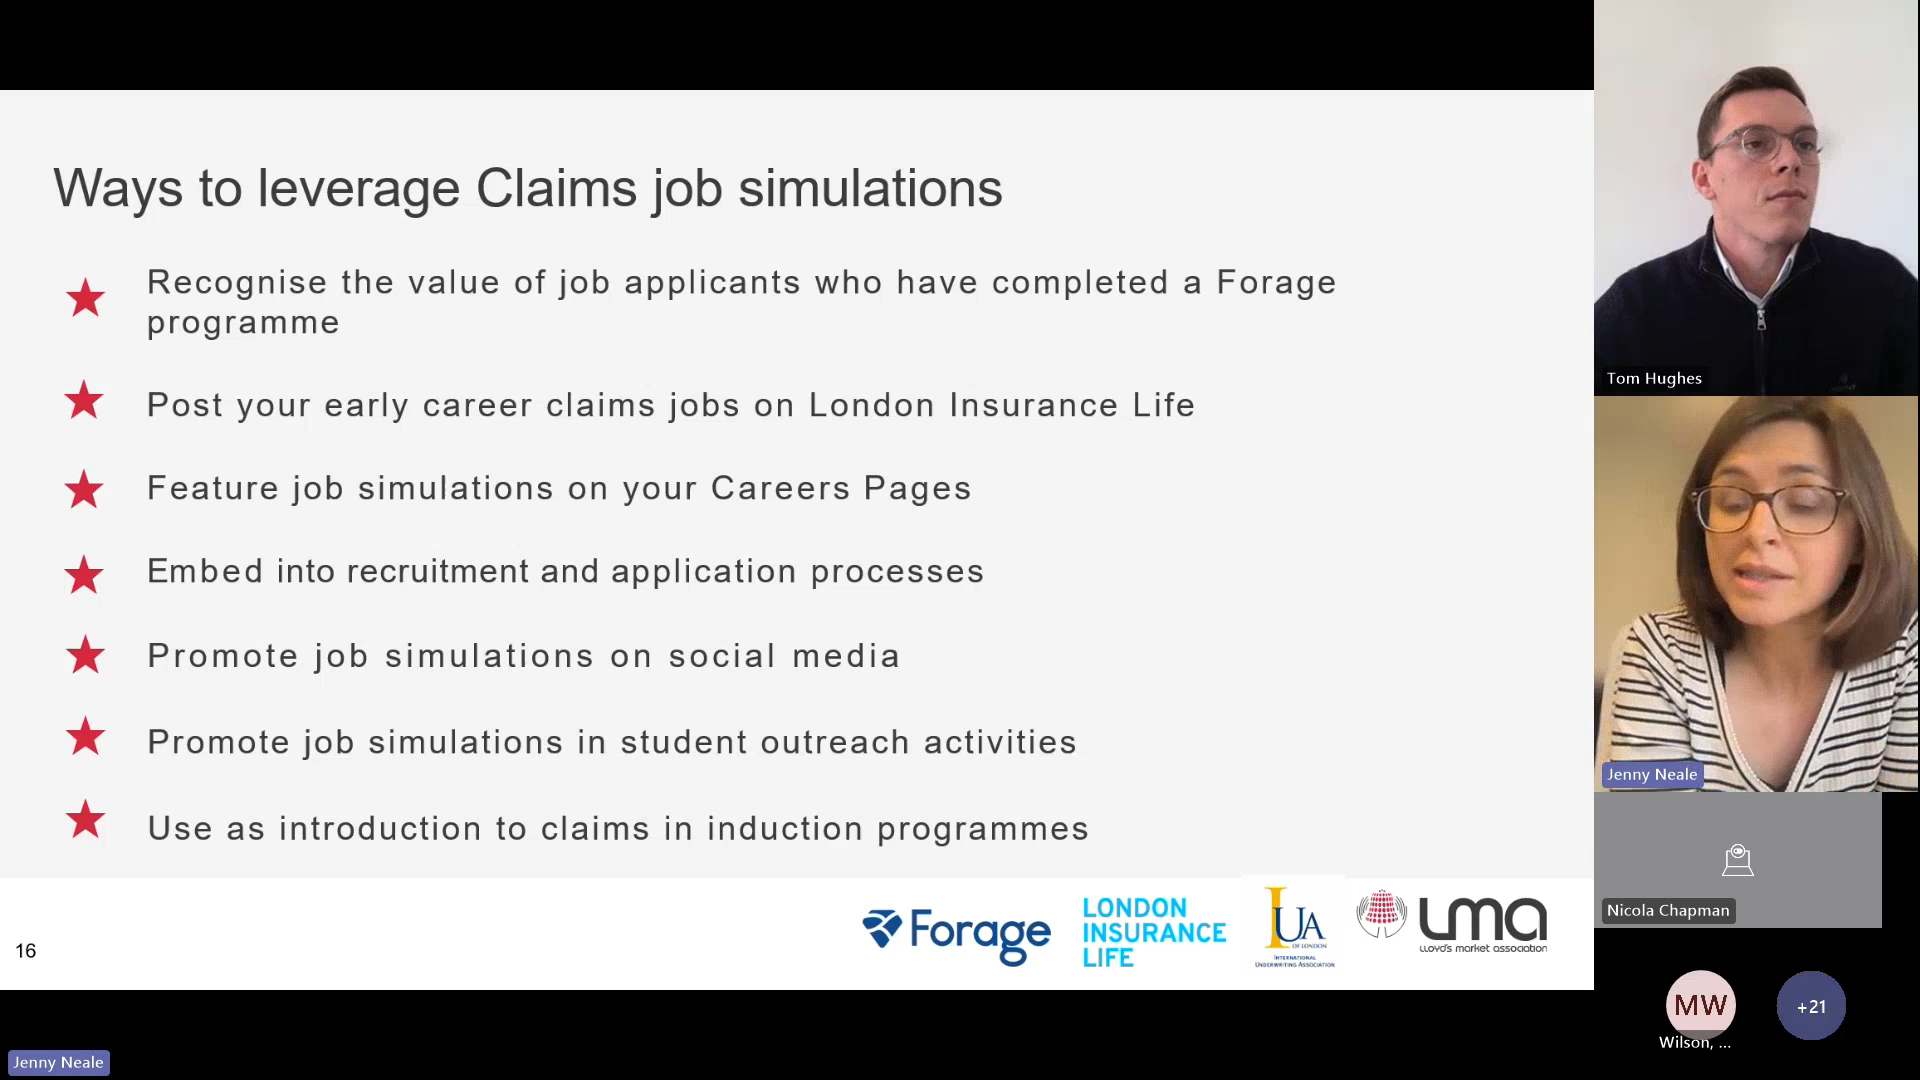 Ways to leverage Claims job simulations
Recognise the value of job applicants who have completed a Forage
programme
Post your early career claims jobs on London Insurance Life
Feature job simulations on your Careers Pages
Embed into recruitment and application processes
Promote job simulations on social media
Promote job simulations in student outreach activities
Use as introduction to claims in induction programmes
16
Forage
LONDON
INSURANCE
LIFE
IUA
OF LONDON
INTERNATIONAL
UNDERWRITING ASSOCIATION
LMA
LLOYD'S MARKET ASSOCIATION
Tom Hughes
Jenny Neale
Nicola Chapman
MW
Wilson, ...
+21
Jenny Neale